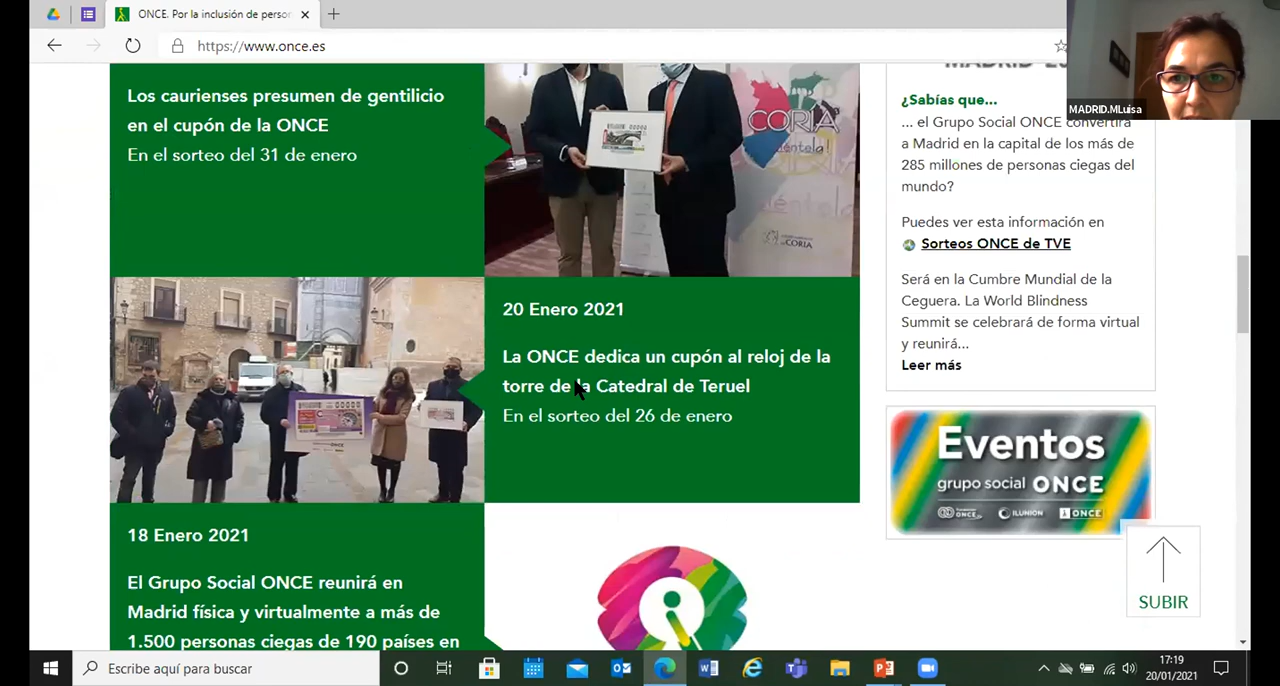 ONCE. Por la inclusión de person
https://www.once.es
MADRID.MLuisa
Los caurienses presumen de gentilicio
en el cupón de la ONCE
En el sorteo del 31 de enero
CORIA
CORIA
20 Enero 2021
La ONCE dedica un cupón al reloj de la
torre de la Catedral de Teruel
En el sorteo del 26 de enero
18 Enero 2021
El Grupo Social ONCE reunirá en
Madrid física y virtualmente a más de
1.500 personas ciegas de 190 países en
¿Sabías que...
... el Grupo Social ONCE convertirá
a Madrid en la capital de los más de
285 millones de personas ciegas del
mundo?
Puedes ver esta información en
Sorteos ONCE de TVE
Será en la Cumbre Mundial de la
Ceguera. La World Blindness
Summit se celebrará de forma virtual
y reunirá...
Leer más
Eventos
grupo social ONCE
ILUNION
ONCE
SUBIR
Escribe aquí para buscar
17:19
20/01/2021